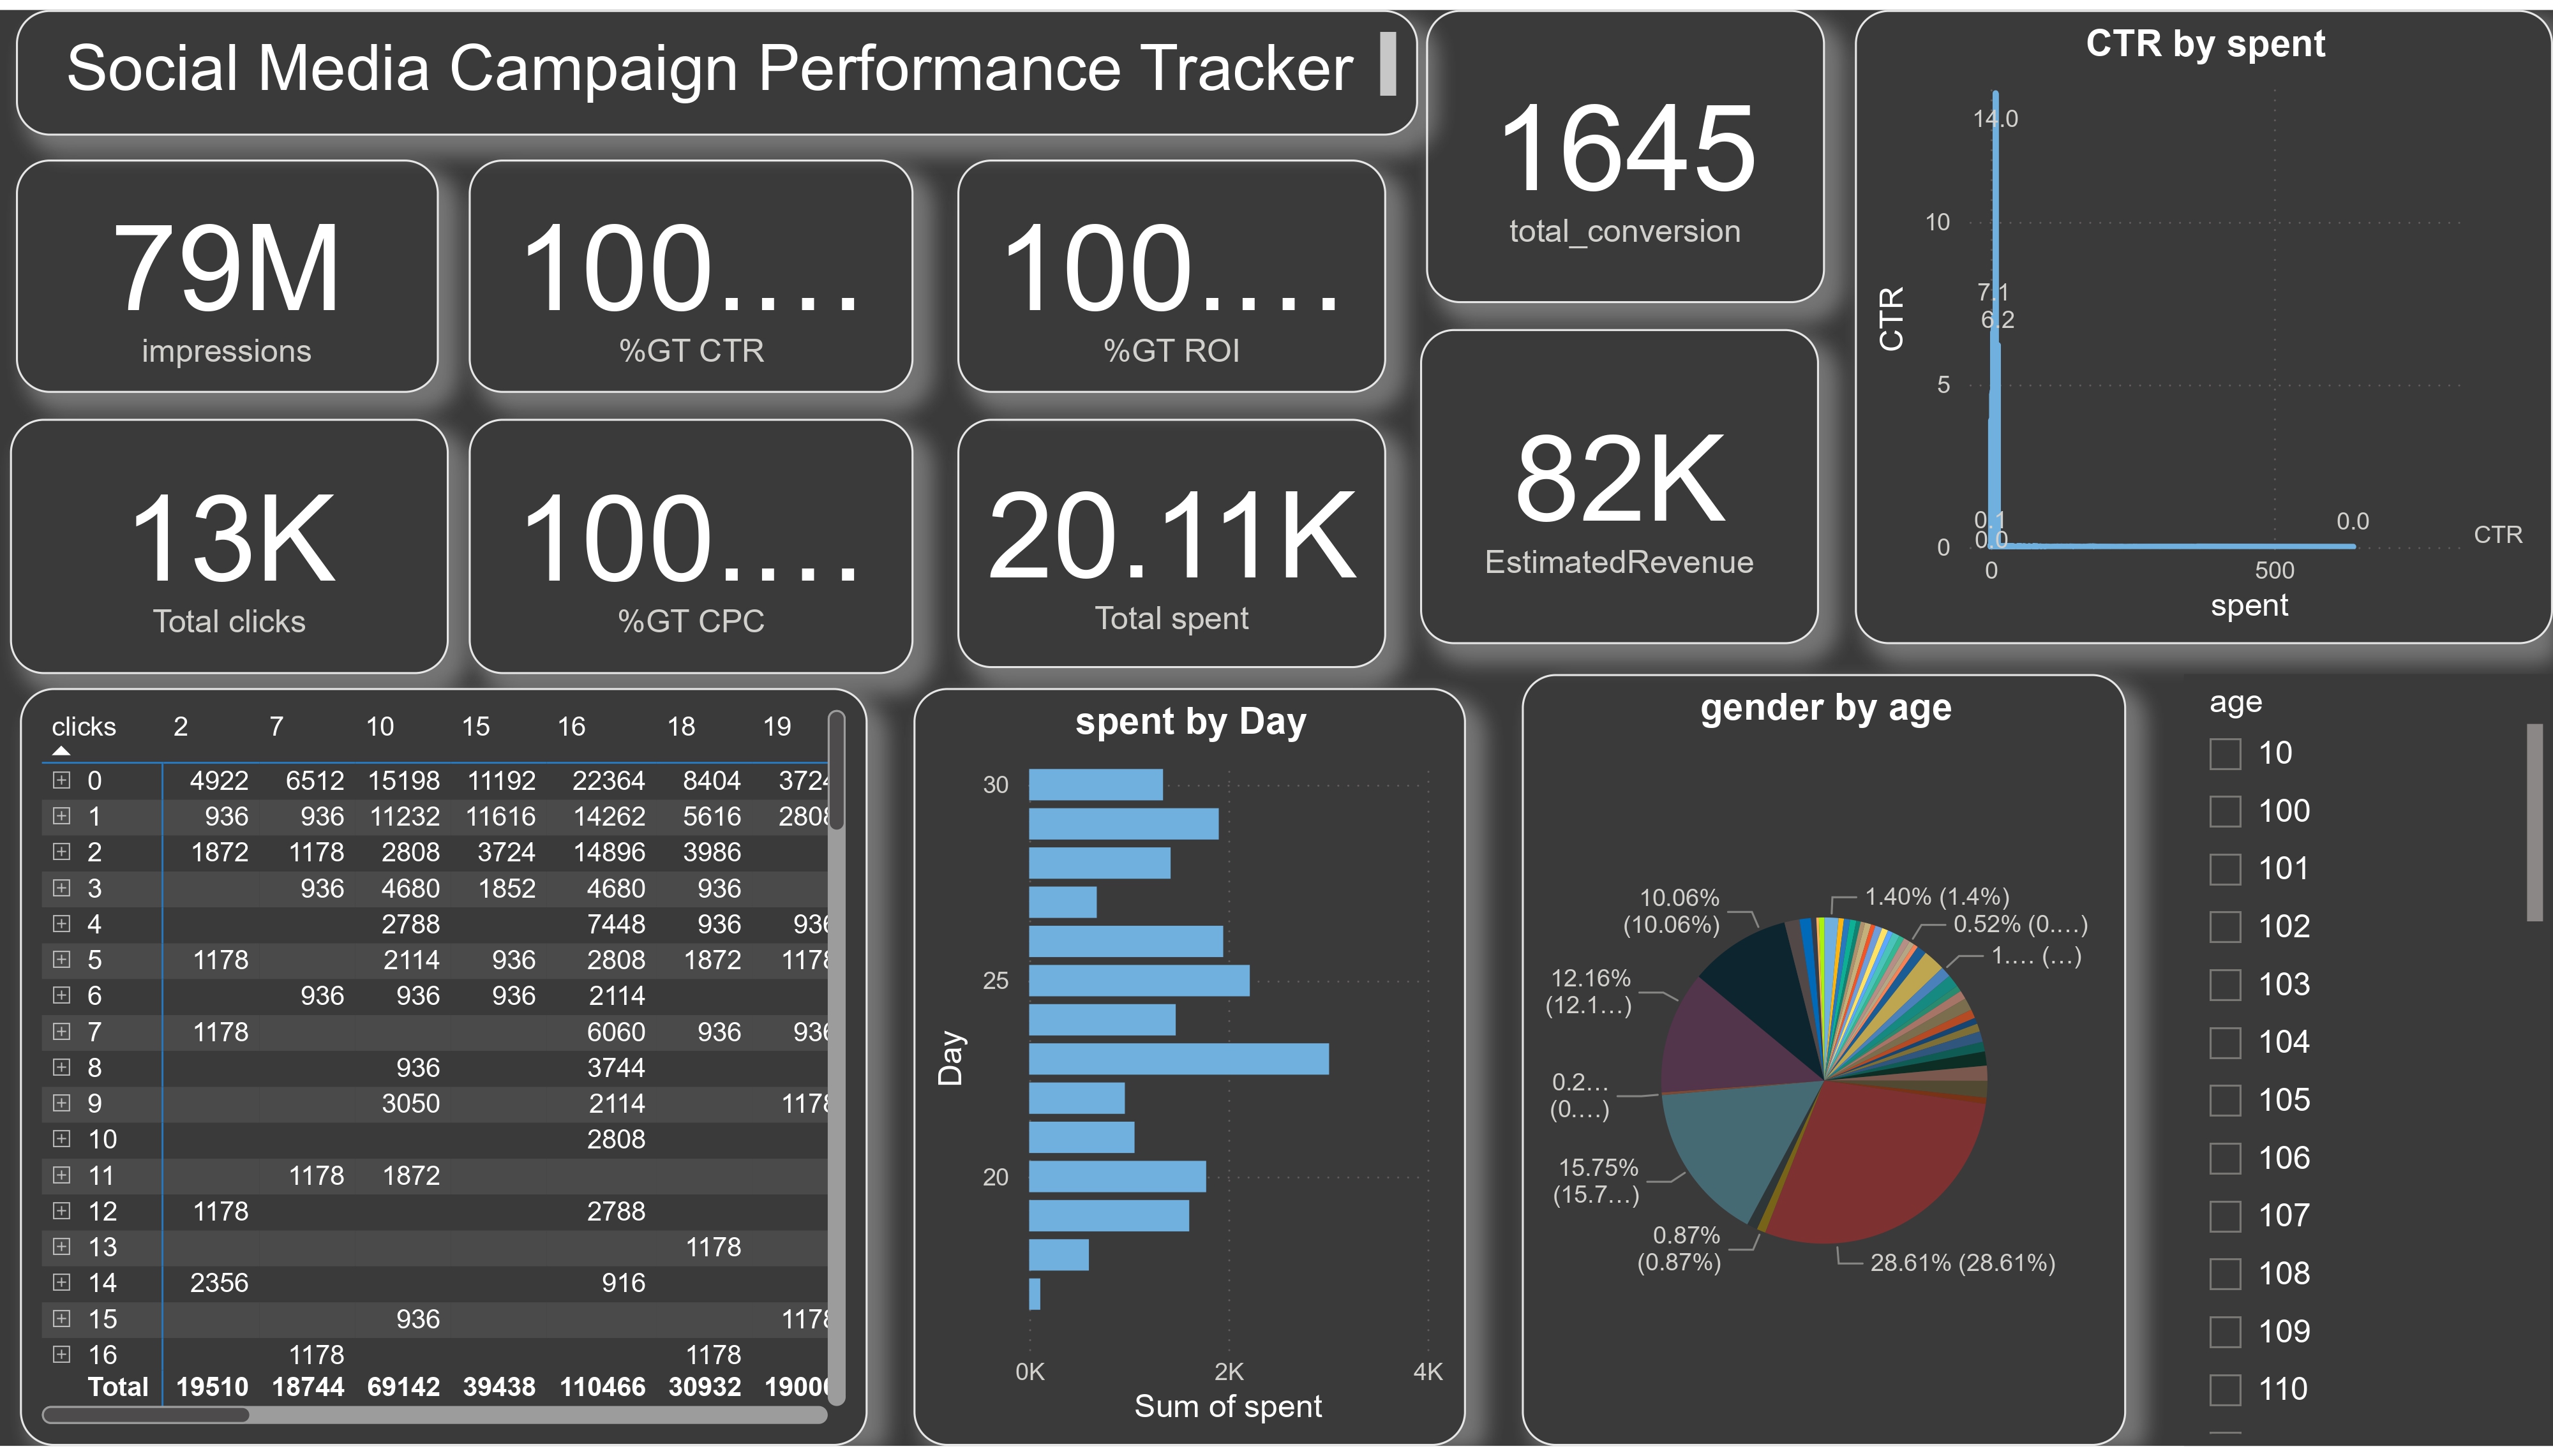 Social Media Campaign Performance Tracker
1645
total_conversion
79M
impressions
100....
%GT CTR
100....
%GT ROI
13K
Total clicks
100....
%GT CPC
20.11K
Total spent
82K
EstimatedRevenue
CTR by spent
14.0
10
7.1
6.2
CTR
5
0.1
0.0
0.0
CTR
0
0 500
spent
clicks 2 7 10 15 16 18 19
0 4922 6512 15198 11192 22364 8404 3724
1 936 936 11232 11616 14262 5616 2808
2 1872 1178 2808 3724 14896 3986
3 936 4680 1852 4680 936
4 2788 7448 936 936
5 1178 2114 936 2808 1872 1178
6 936 936 936 2114
7 1178 6060 936 936
8 936 3744
9 3050 2114 1178
10 2808
11 1178 1872
12 1178 2788
13 1178
14 2356 916
15 936 1178
16 1178 1178
Total 19510 18744 69142 39438 110466 30932 19006
spent by Day
30
25
20
Day
0K 2K 4K
Sum of spent
gender by age
1.40% (1.4%)
0.52% (0....)
1.... (...)
10.06%
(10.06%)
12.16%
(12.1...)
0.2...
(0....)
15.75%
(15.7...)
0.87%
(0.87%)
28.61% (28.61%)
age
10
100
101
102
103
104
105
106
107
108
109
110